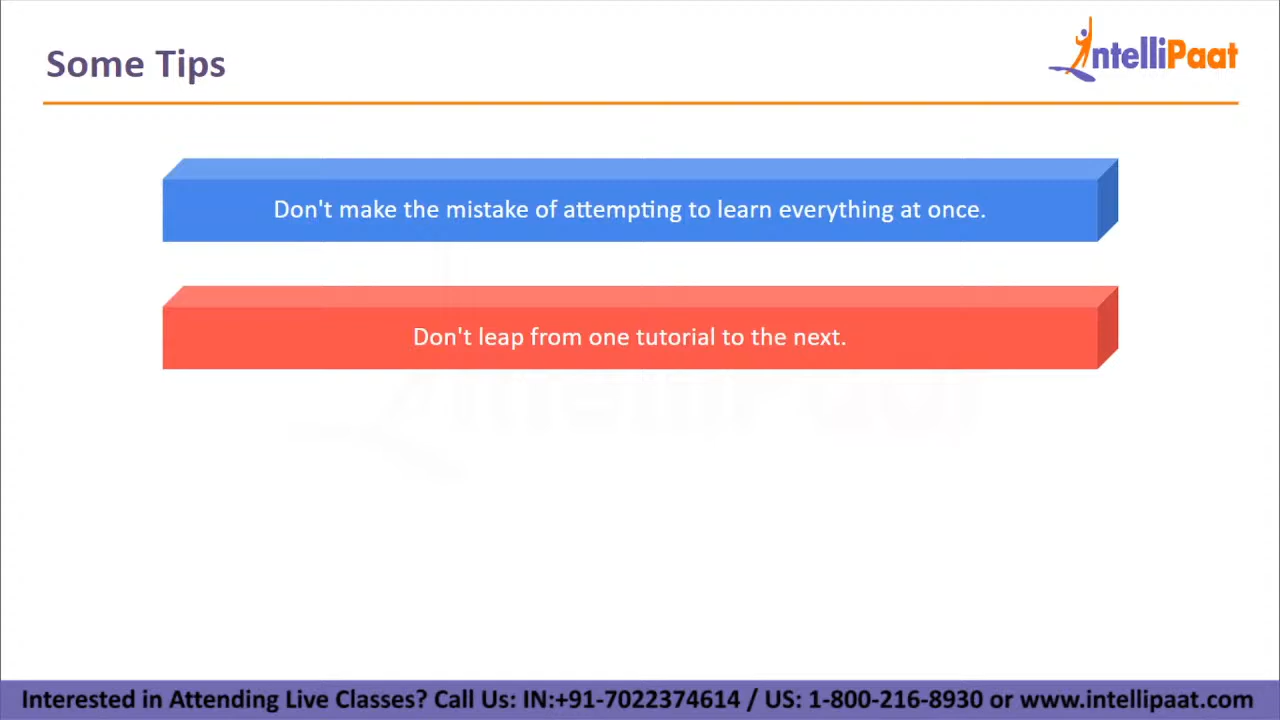 Some Tips
IntelliPaat
Don't make the mistake of attempting to learn everything at once.
Don't leap from one tutorial to the next.
IntelliPaat
Interested in Attending Live Classes? Call Us: IN:+91-7022374614 / US: 1-800-216-8930 or www.intellipaat.com